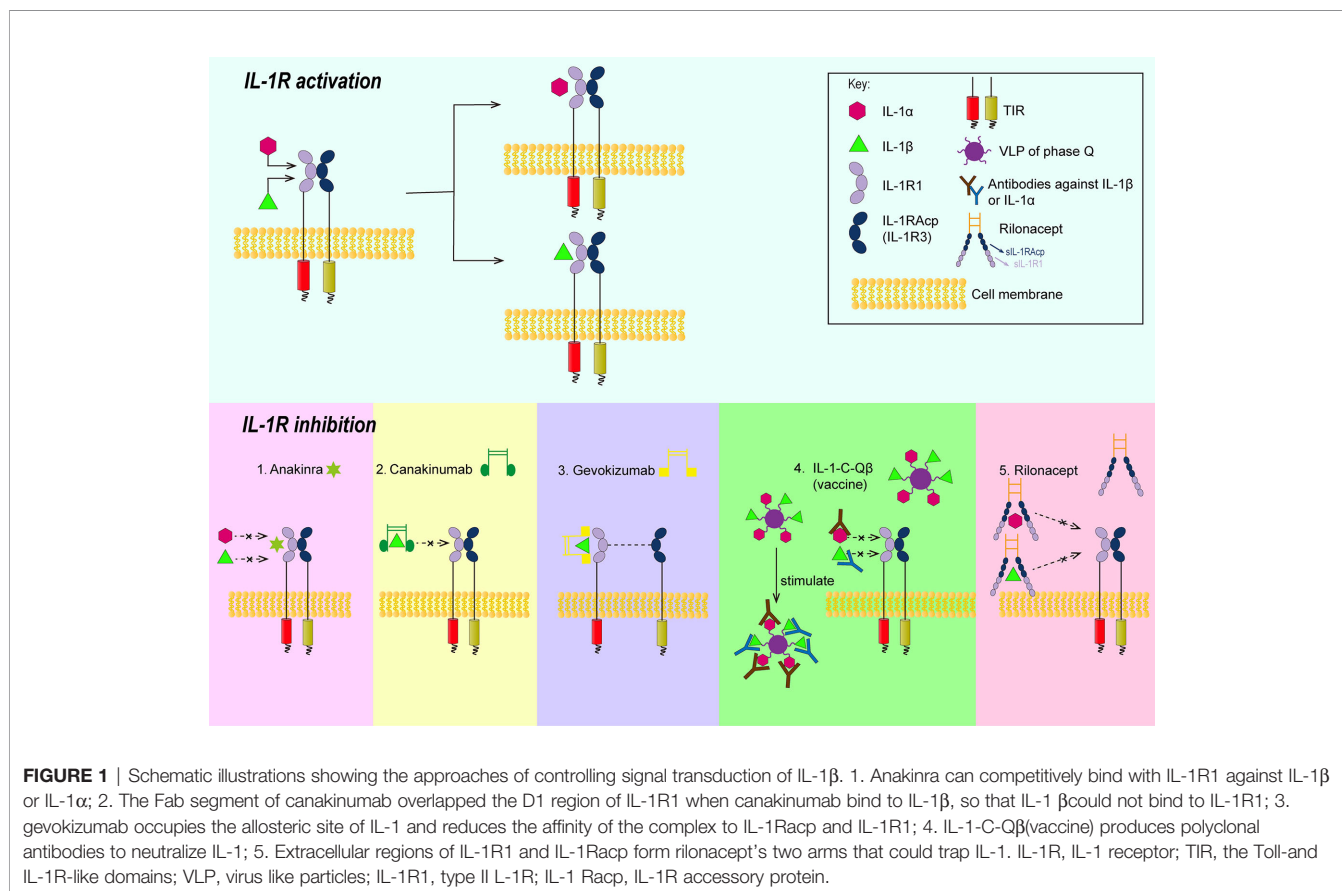 IL-1R activation
Key:
IL-1α
IL-1β
IL-1R1
IL-1RAcp
(IL-1R3)
TIR
VLP of phase Q
Antibodies against IL-1β
or IL-1α
Rilonacept
sIL-1RAcp
sIL-1R1
Cell membrane
IL-1R inhibition
1. Anakinra
2. Canakinumab
3. Gevokizumab
4. IL-1-C-Qβ
(vaccine)
stimulate
5. Rilonacept
FIGURE 1 | Schematic illustrations showing the approaches of controlling signal transduction of IL-1β. 1. Anakinra can competitively bind with IL-1R1 against IL-1β
or IL-1α; 2. The Fab segment of canakinumab overlapped the D1 region of IL-1R1 when canakinumab bind to IL-1β, so that IL-1 βcould not bind to IL-1R1; 3.
gevokizumab occupies the allosteric site of IL-1 and reduces the affinity of the complex to IL-1Racp and IL-1R1; 4. IL-1-C-Qβ(vaccine) produces polyclonal
antibodies to neutralize IL-1; 5. Extracellular regions of IL-1R1 and IL-1Racp form rilonacept's two arms that could trap IL-1. IL-1R, IL-1 receptor; TIR, the Toll-and
IL-1R-like domains; VLP, virus like particles; IL-1R1, type II L-1R; IL-1 Racp, IL-1R accessory protein.